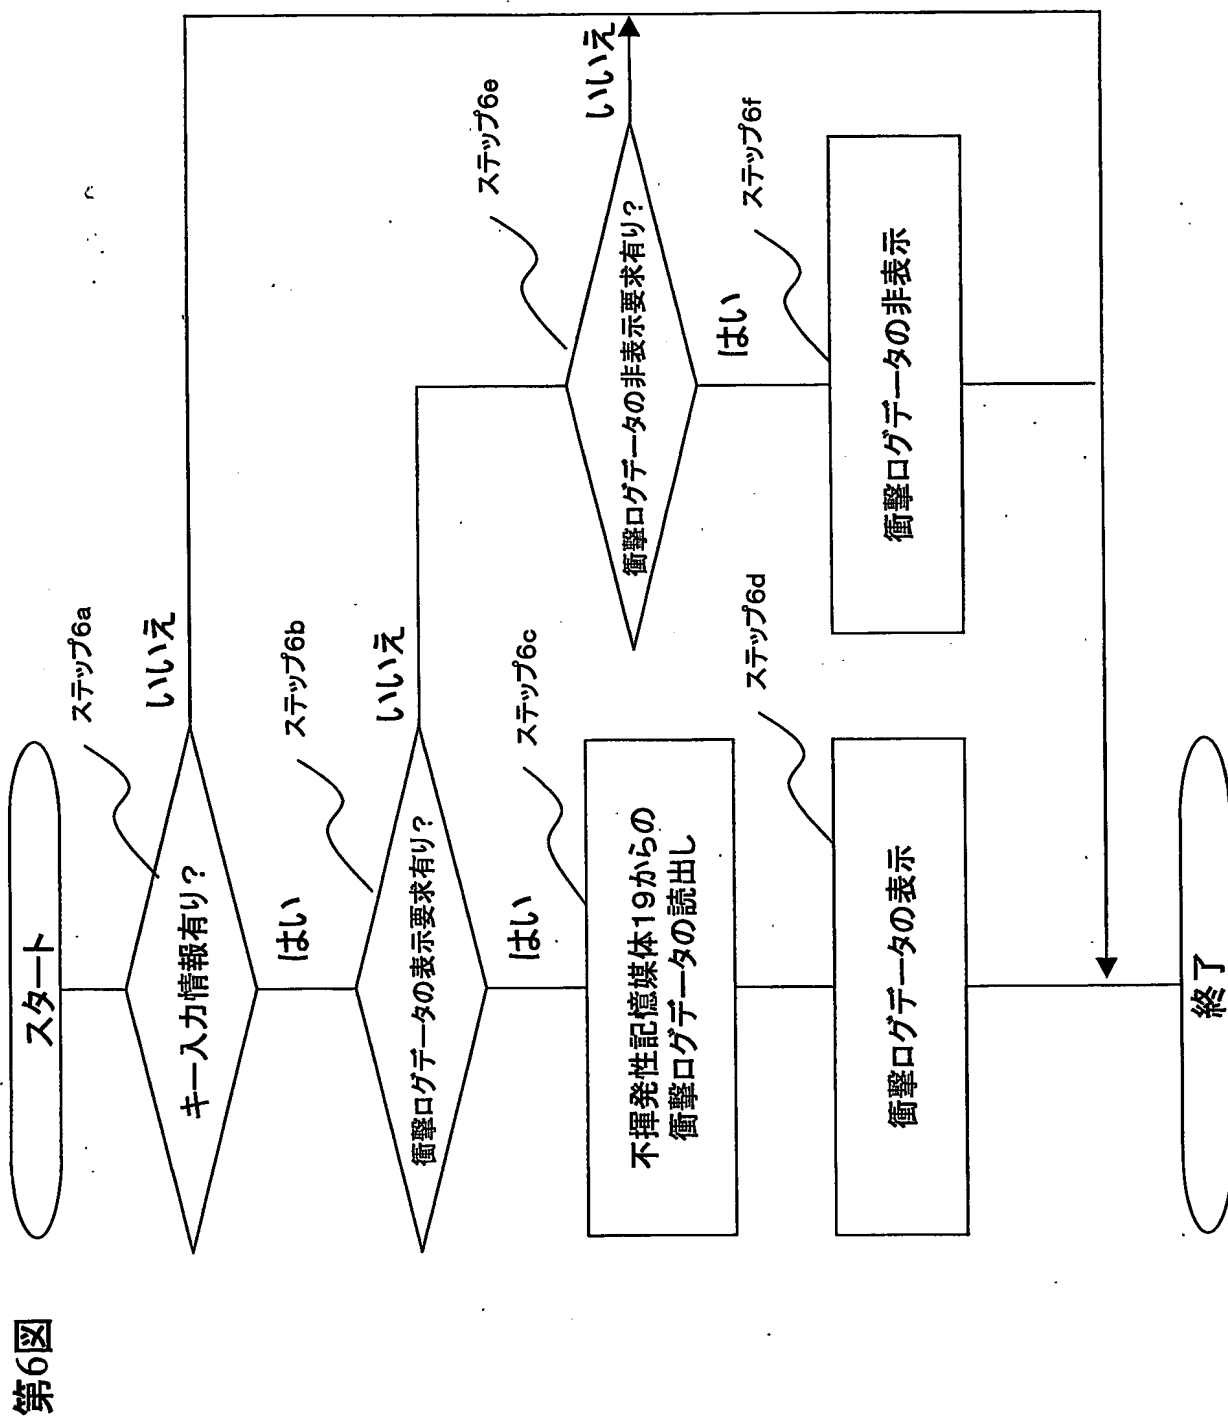 第6図
スタート
ステップ6a
キー入力情報有り？
いいえ
はい
ステップ6b
衝撃ログデータの表示要求有り？
いいえ
はい
ステップ6c
不揮発性記憶媒体19からの
衝撃ログデータの読出し
ステップ6d
衝撃ログデータの表示
ステップ6e
衝撃ログデータの非表示要求有り？
いいえ
はい
ステップ6f
衝撃ログデータの非表示
終了